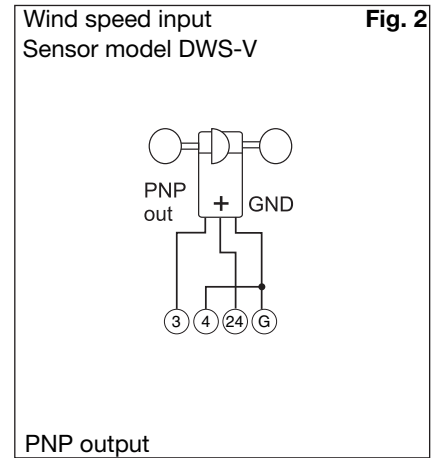 Wind speed input Fig. 2
Sensor model DWS-V
PNP
out
+ GND
3 4 24 G
PNP output